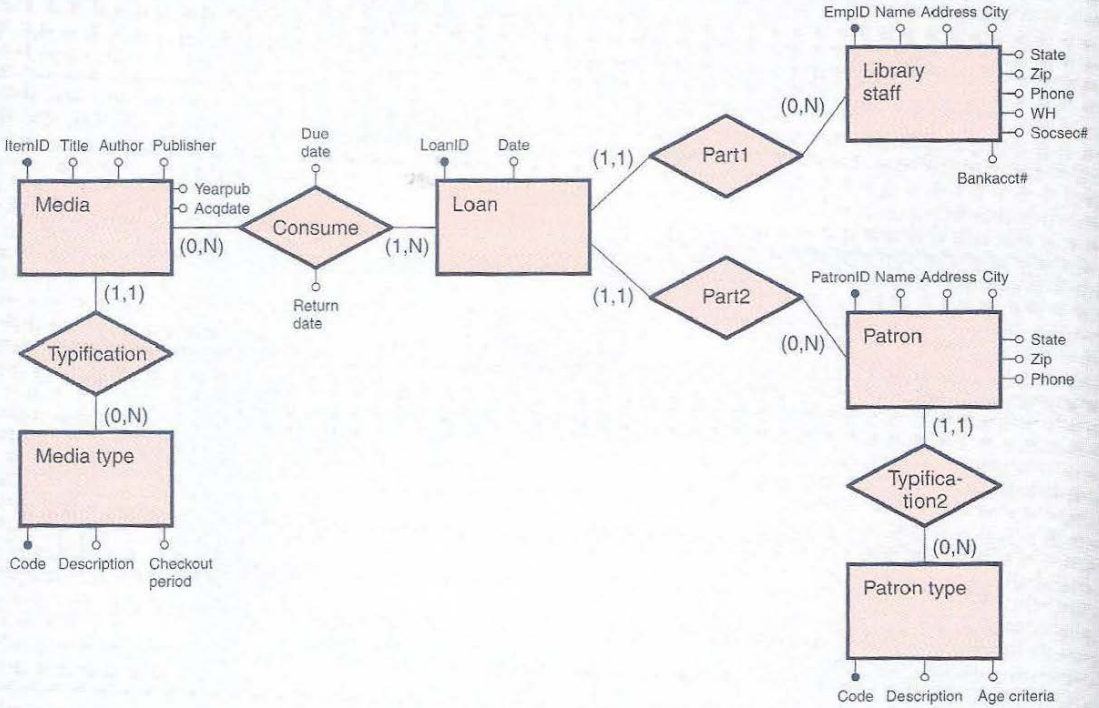 EmpID Name Address City
Library
staff
State
Zip
Phone
WH
Socsec#
Bankacct#
(0,N)
Part1
(1,1)
ItemID Title Author Publisher
Media
Yearpub
Acqdate
(0,N)
Due
date
Consume
Return
date
(1,N)
LoanID Date
Loan
(1,1)
Part2
(0,N)
PatronID Name Address City
Patron
State
Zip
Phone
(1,1)
Typification
(0,N)
Media type
Code Description Checkout
period
(1,1)
Typifica-
tion2
(0,N)
Patron type
Code Description Age criteria